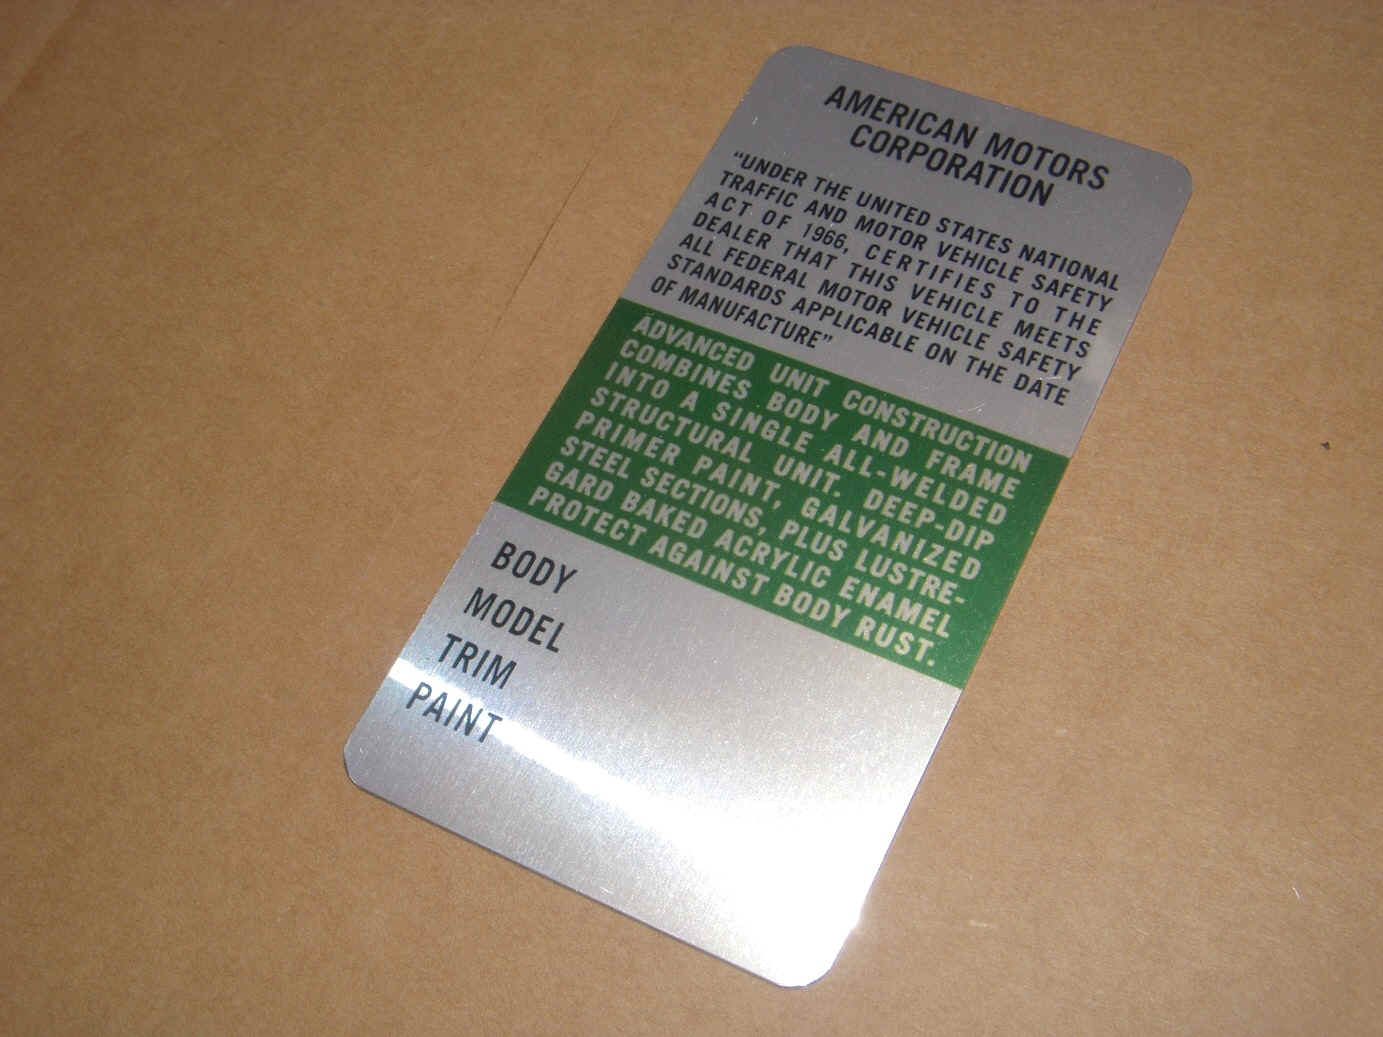 AMERICAN MOTORS
CORPORATION
"UNDER THE UNITED STATES NATIONAL
TRAFFIC AND MOTOR VEHICLE SAFETY
ACT OF 1966, CERTIFIES TO THE
DEALER THAT THIS VEHICLE MEETS
ALL FEDERAL MOTOR VEHICLE SAFETY
STANDARDS APPLICABLE ON THE DATE
OF MANUFACTURE"
ADVANCED UNIT CONSTRUCTION
COMBINES BODY AND FRAME
INTO A SINGLE ALL-WELDED
STRUCTURAL UNIT. DEEP-DIP
PRIMER PAINT, GALVANIZED
STEEL SECTIONS, PLUS LUSTRE-
GARD BAKED ACRYLIC ENAMEL
PROTECT AGAINST BODY RUST.
BODY
MODEL
TRIM
PAINT